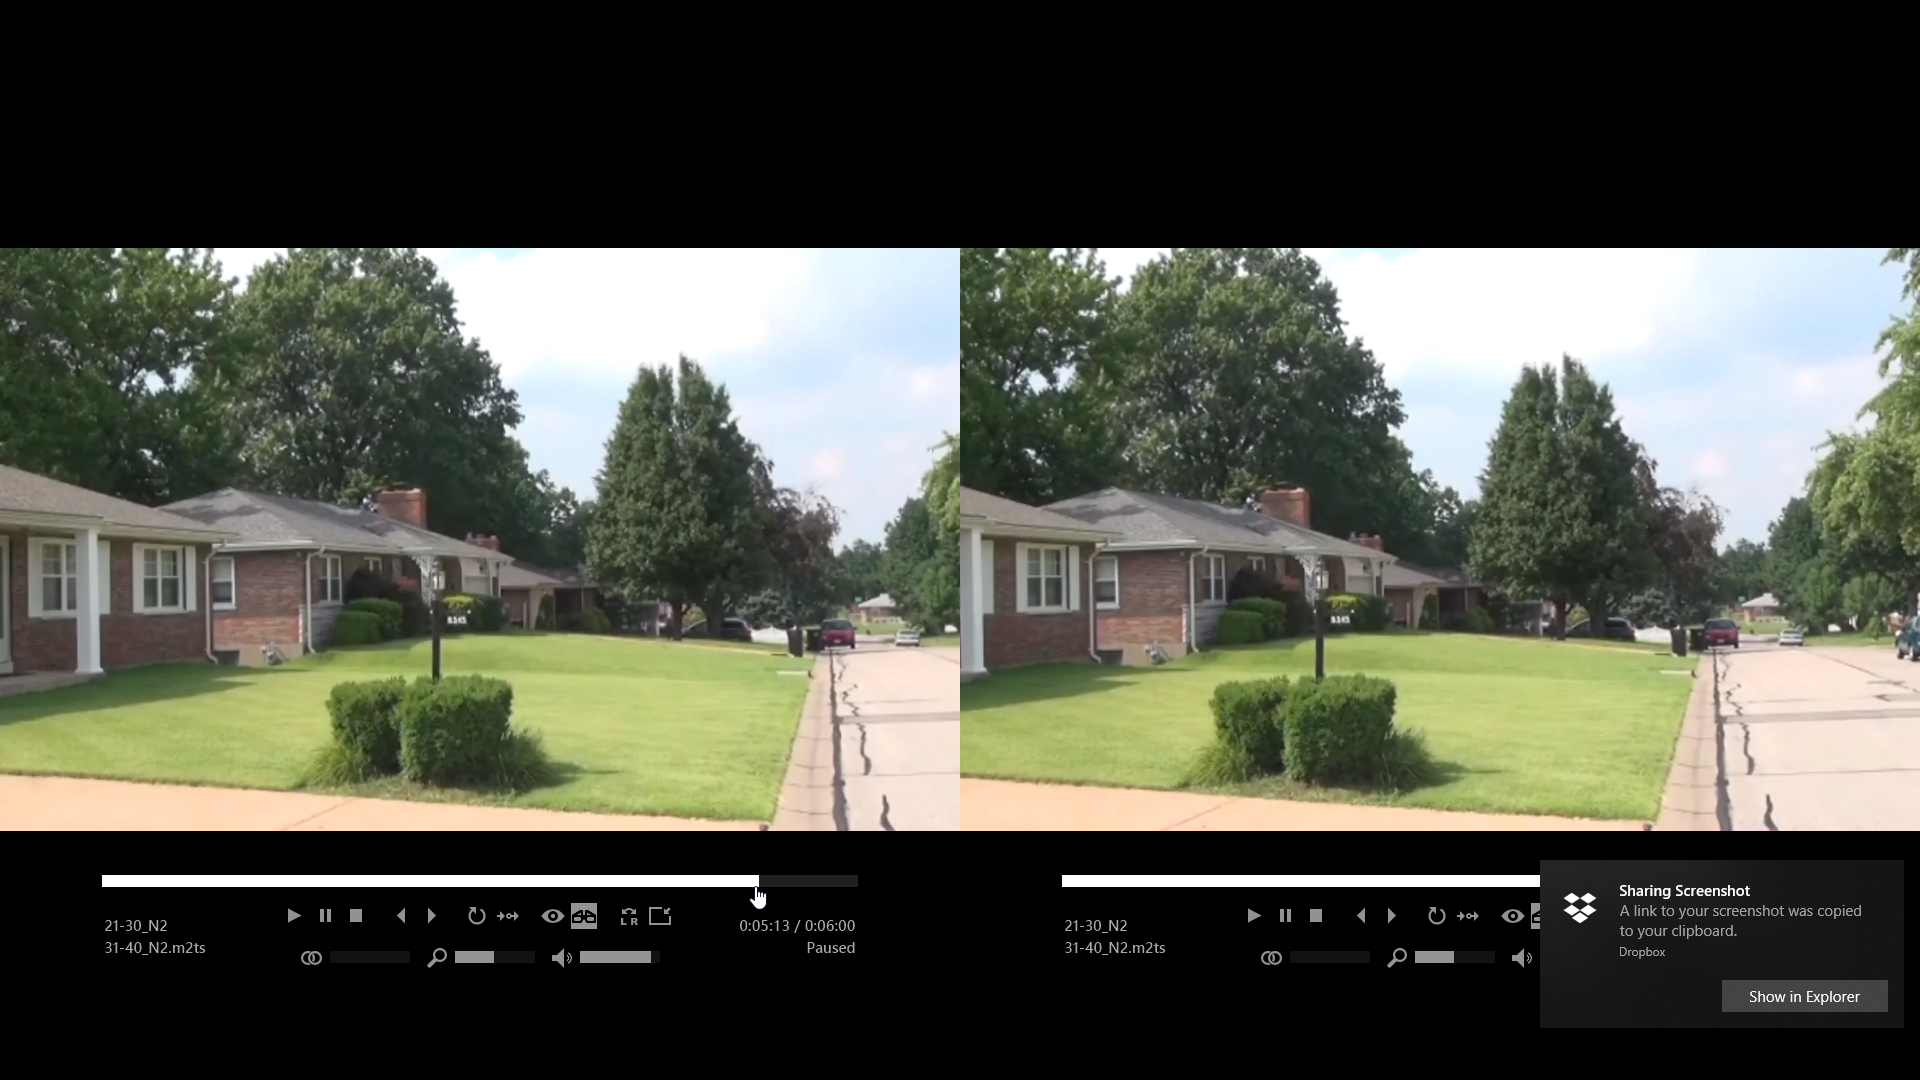 8345
8345
21-30_N2
31-40_N2.m2ts
L R
0:05:13 / 0:06:00
Paused
21-30_N2
31-40_N2.m2ts
Sharing Screenshot
A link to your screenshot was copied
to your clipboard.
Dropbox
Show in Explorer